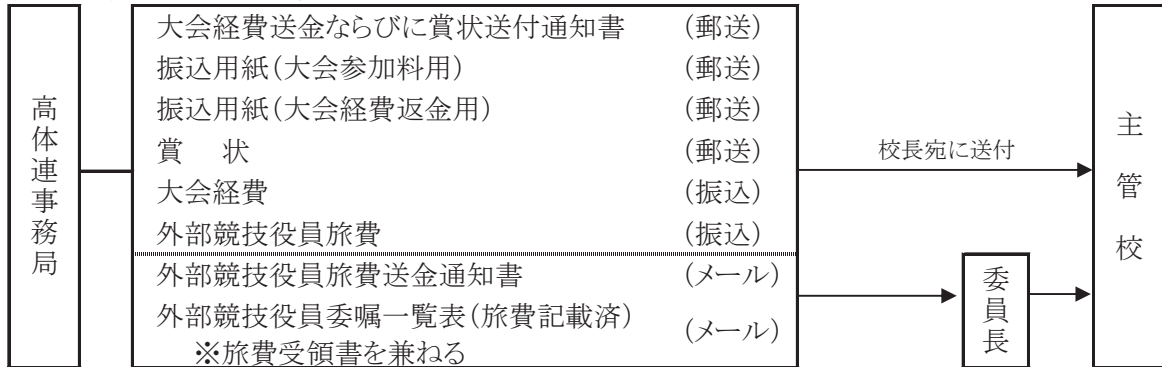 高体連事務局
大会経費送金ならびに賞状送付通知書 (郵送)
振込用紙(大会参加料用) (郵送)
振込用紙(大会経費返金用) (郵送)
賞 状 (郵送)
大会経費 (振込)
外部競技役員旅費 (振込)
外部競技役員旅費送金通知書 (メール)
外部競技役員委嘱一覧表(旅費記載済) (メール)
※旅費受領書を兼ねる
校長宛に送付
委員長
主管校